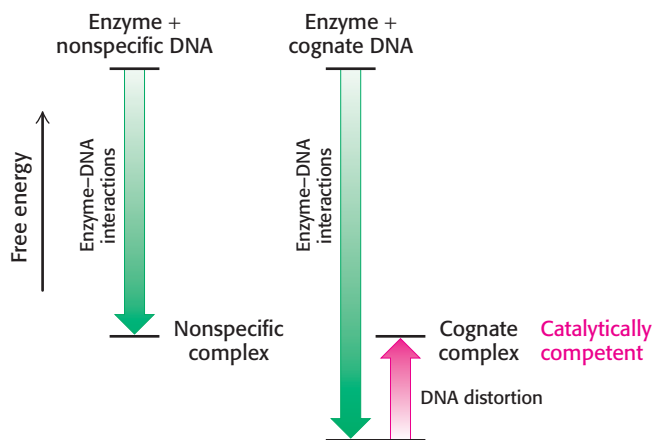 Enzyme +
nonspecific DNA
Enzyme +
cognate DNA
Free energy
Enzyme–DNA
interactions
Enzyme–DNA
interactions
Nonspecific
complex
Cognate
complex
Catalytically
competent
DNA distortion